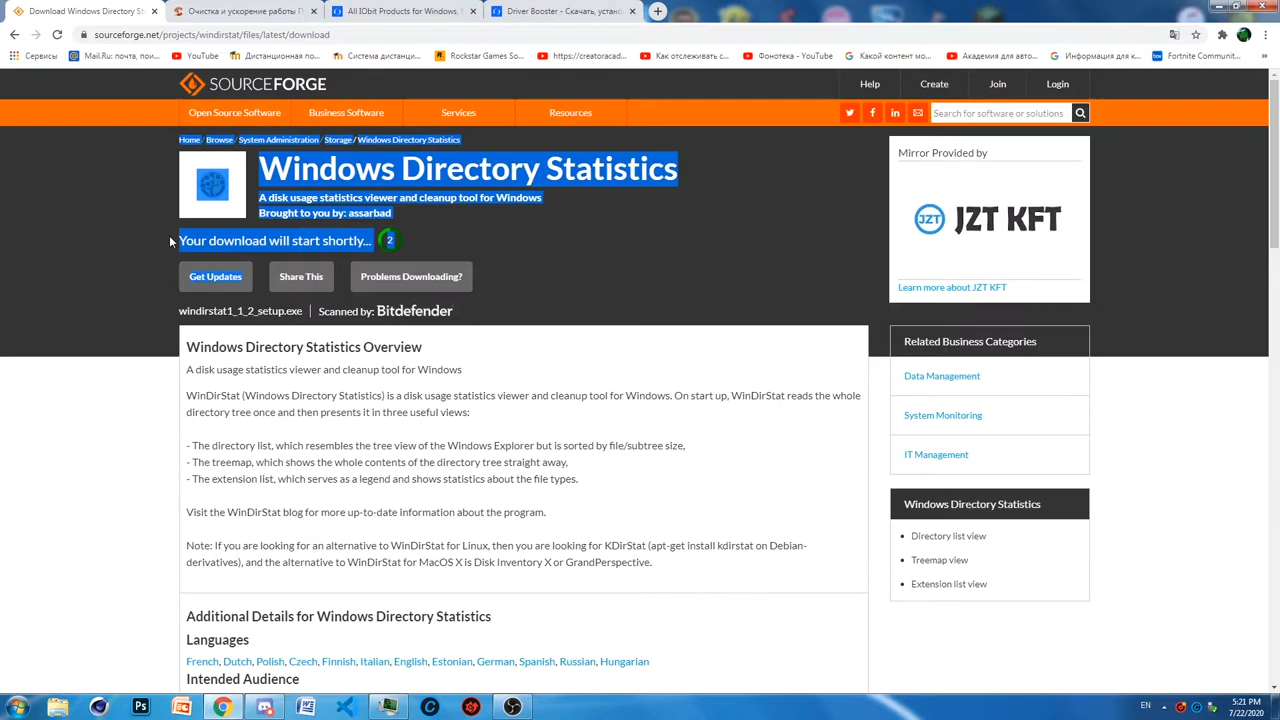 Download Windows Directory St
Очистка и ускорение работы П
All IObit Products for Windows,
Driver Booster - Скачать, устано
sourceforge.net/projects/windirstat/files/latest/download
Сервисы
Mail.Ru: почта, пои...
YouTube
Дистанционная по...
Система дистанци...
Rockstar Games So...
https://creatoracad...
Как отслеживать с...
Фонотека - YouTube
Какой контент мо...
Академия для авто...
Информация для к...
Fortnite Communit...
SOURCEFORGE
Help
Create
Join
Login
Open Source Software
Business Software
Services
Resources
Search for software or solutions
Home / Browse / System Administration / Storage / Windows Directory Statistics
Windows Directory Statistics
A disk usage statistics viewer and cleanup tool for Windows
Brought to you by: assarbad
Your download will start shortly... 2
Get Updates
Share This
Problems Downloading?
windirstat1_1_2_setup.exe | Scanned by: Bitdefender
Mirror Provided by
JZT JZT KFT
Learn more about JZT KFT
Windows Directory Statistics Overview
A disk usage statistics viewer and cleanup tool for Windows
WinDirStat (Windows Directory Statistics) is a disk usage statistics viewer and cleanup tool for Windows. On start up, WinDirStat reads the whole
directory tree once and then presents it in three useful views:
- The directory list, which resembles the tree view of the Windows Explorer but is sorted by file/subtree size,
- The treemap, which shows the whole contents of the directory tree straight away,
- The extension list, which serves as a legend and shows statistics about the file types.
Visit the WinDirStat blog for more up-to-date information about the program.
Note: If you are looking for an alternative to WinDirStat for Linux, then you are looking for KDirStat (apt-get install kdirstat on Debian-
derivatives), and the alternative to WinDirStat for MacOS X is Disk Inventory X or GrandPerspective.
Related Business Categories
Data Management
System Monitoring
IT Management
Windows Directory Statistics
Directory list view
Treemap view
Extension list view
Additional Details for Windows Directory Statistics
Languages
French, Dutch, Polish, Czech, Finnish, Italian, English, Estonian, German, Spanish, Russian, Hungarian
Intended Audience
EN
5:21 PM
7/22/2020